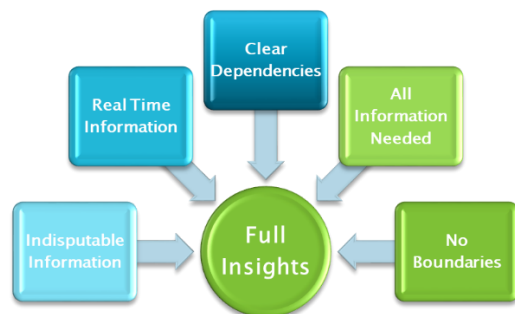 Clear
Dependencies
Real Time
Information
All
Information
Needed
Indisputable
Information
Full
Insights
No
Boundaries